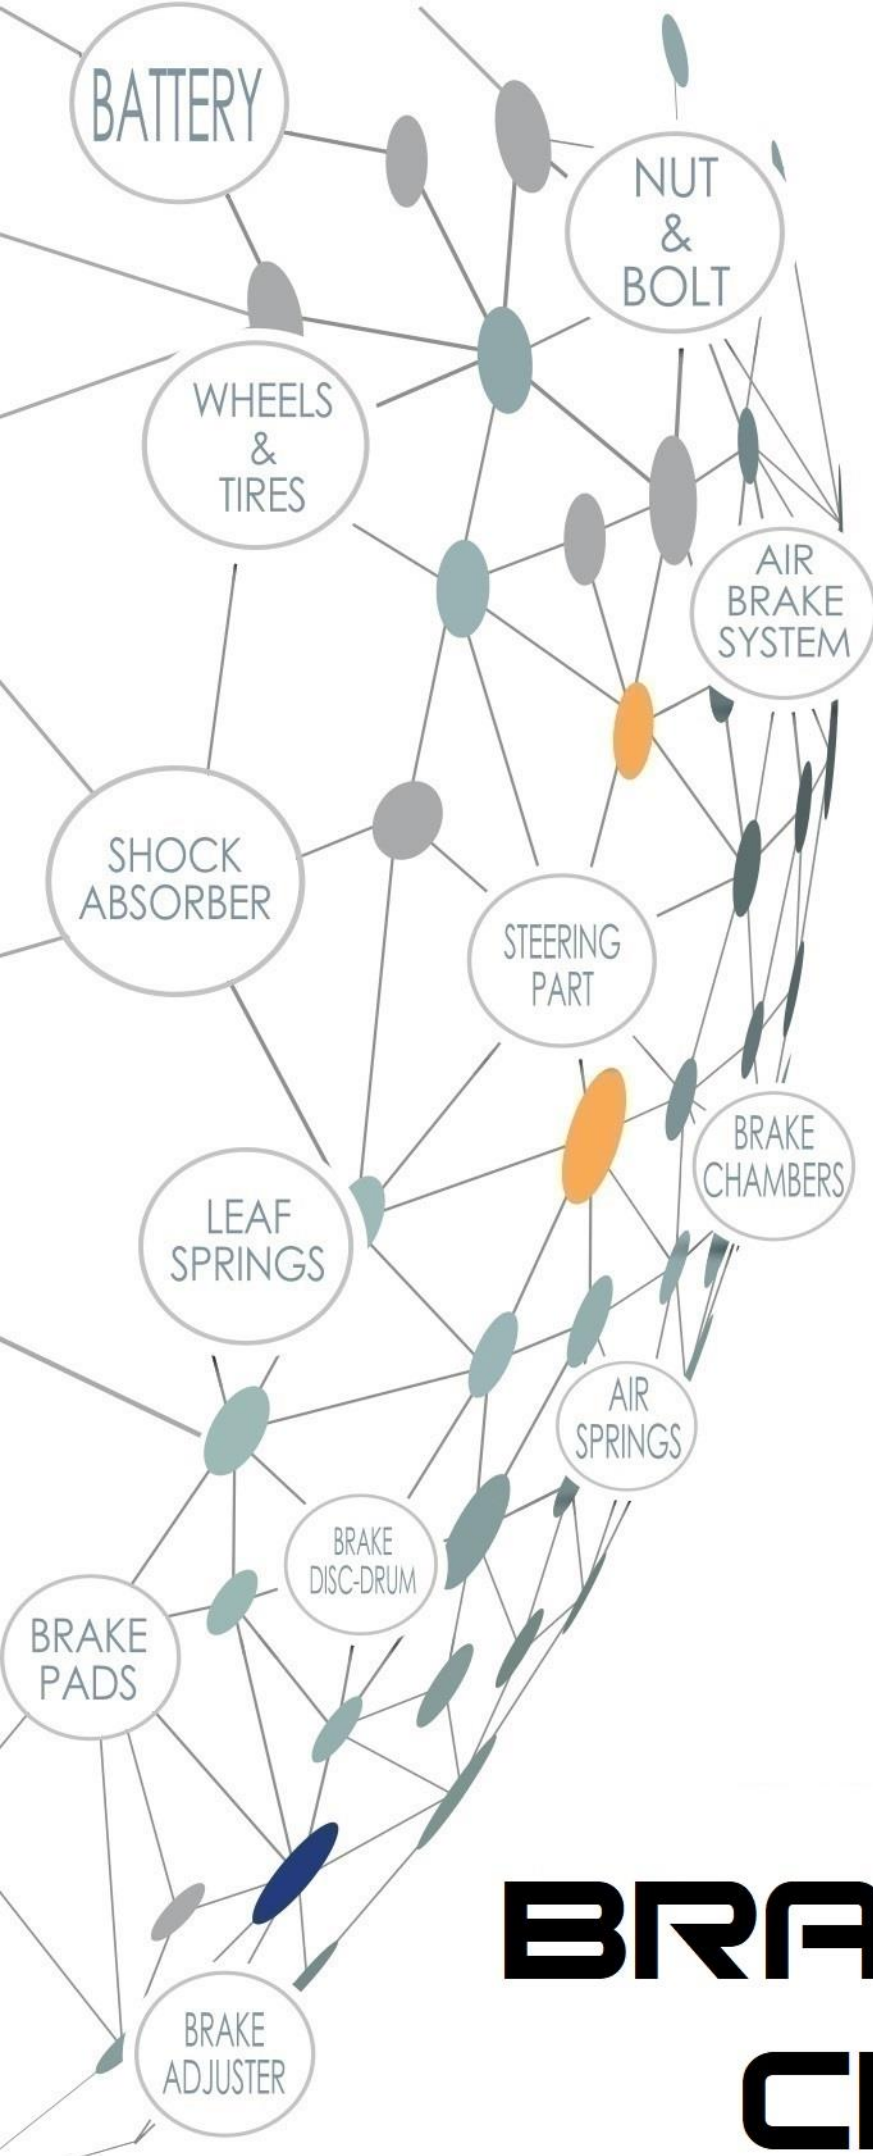 BATTERY
NUT
&
BOLT
WHEELS
&
TIRES
AIR
BRAKE
SYSTEM
SHOCK
ABSORBER
STEERING
PART
BRAKE
CHAMBERS
LEAF
SPRINGS
AIR
SPRINGS
BRAKE
DISC-DRUM
BRAKE
PADS
BRA
BRAKE
ADJUSTER